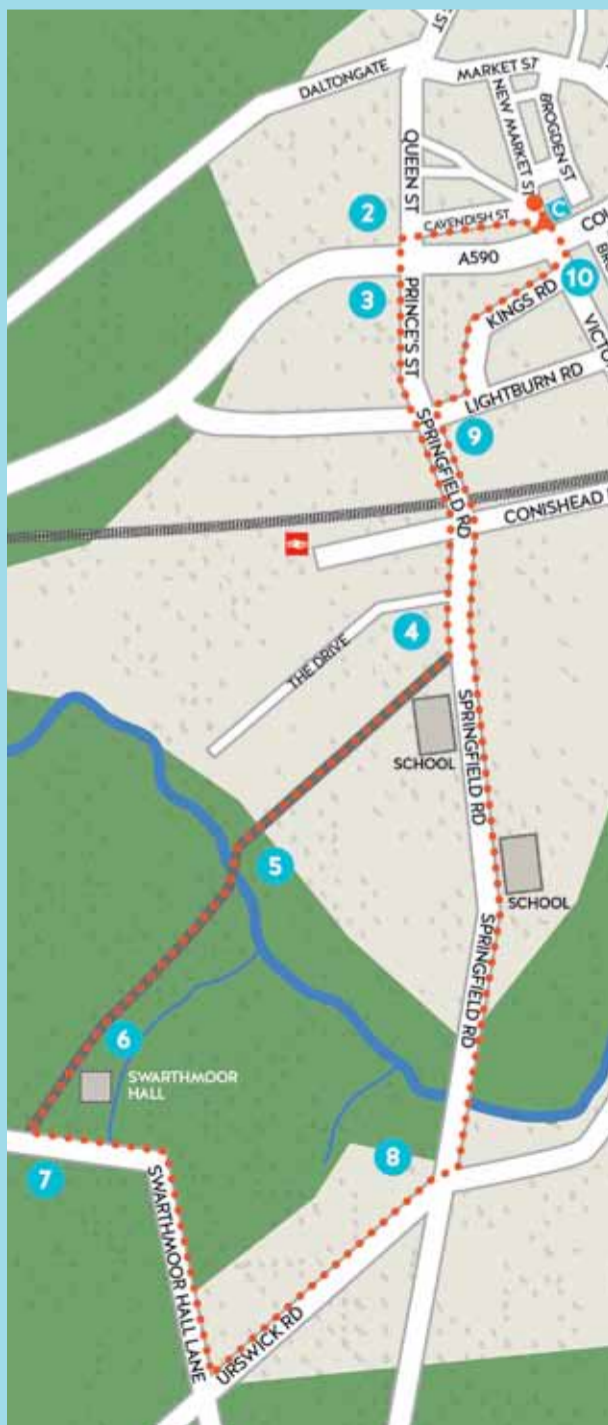 ST
DALTONGATE
MARKET ST
QUEEN ST
NEW MARKET ST
BROGDEN ST
2
CAVENDISH ST
C
A590
3
PRINCE'S ST
10
KINGS RD
LIGHTBURN RD
9
SPRINGFIELD RD
CONISHEAD
4
THE DRIVE
SPRINGFIELD RD
SCHOOL
5
SCHOOL
SPRINGFIELD RD
6
SWARTHMOOR
HALL
7
8
SWARTHMOOR HALL LANE
URSWICK RD